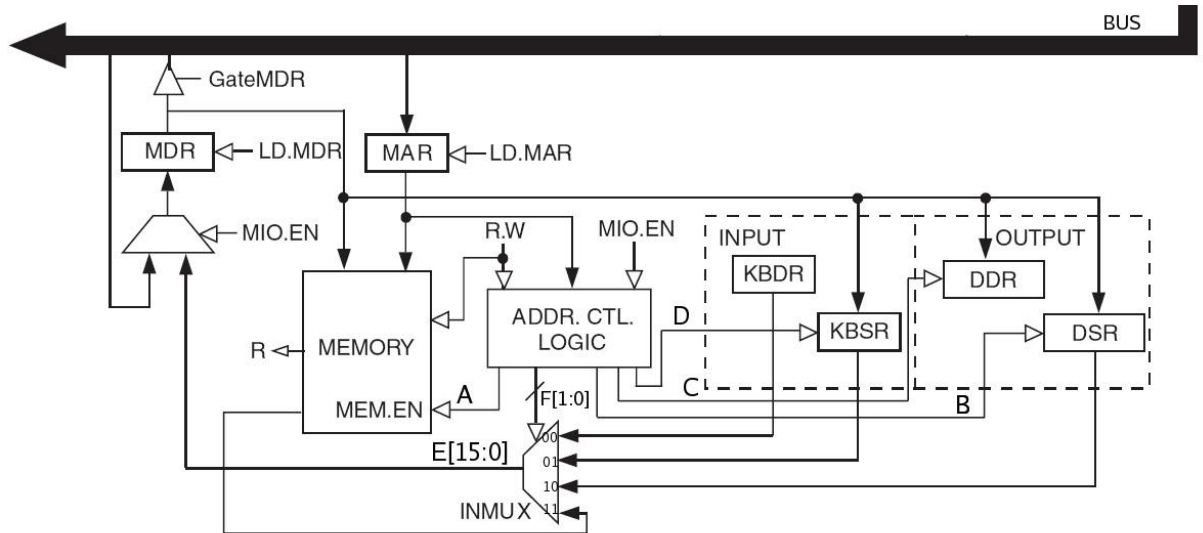 BUS
GateMDR
MDR
LD.MDR
MAR
LD.MAR
MIO.EN
R.W
MIO.EN
INPUT
OUTPUT
KBDR
DDR
ADDR. CTL.
LOGIC
D
KBSR
DSR
R
MEMORY
C
B
MEM.EN
A
F[1:0]
E[15:0]
00
01
10
11
INMUX